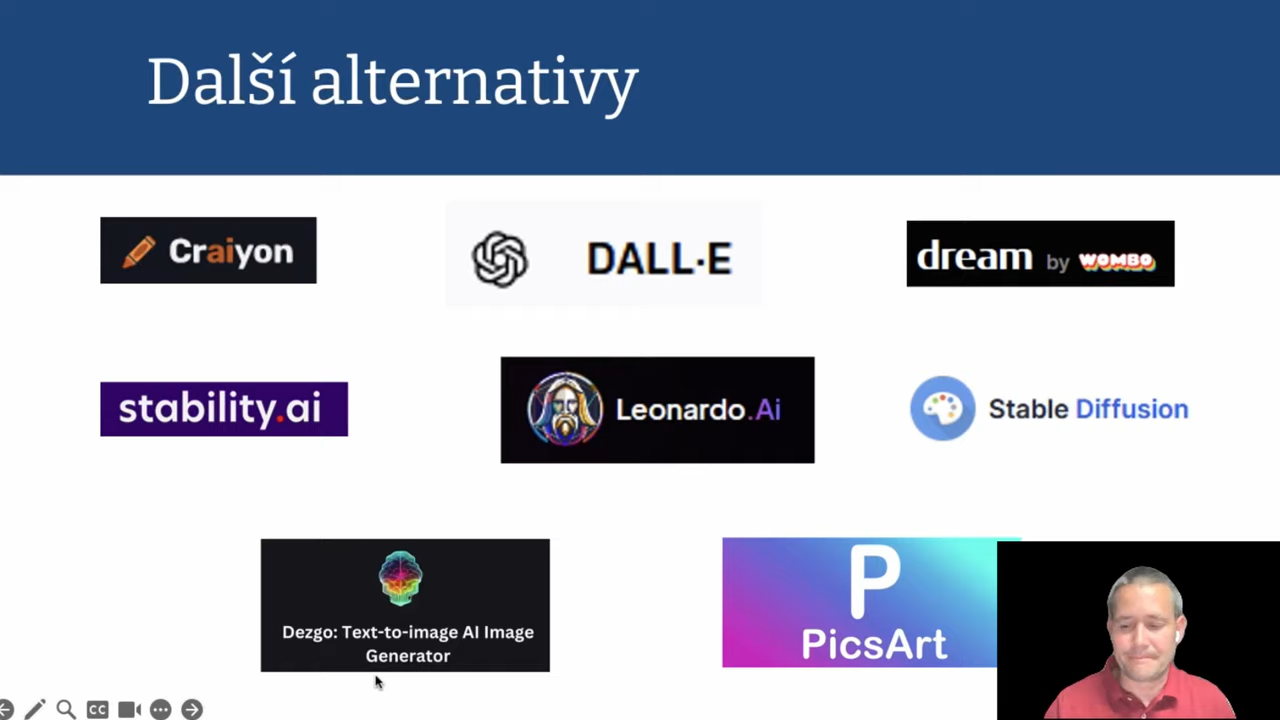 Další alternativy
Craiyon
DALL·E
dream by WOMBO
stability.ai
Leonardo.Ai
Stable Diffusion
Dezgo: Text-to-image AI Image
Generator
P
PicsArt
CC